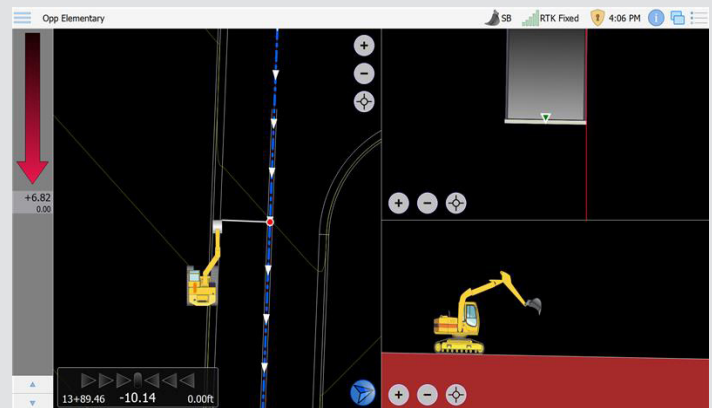 Opp Elementary
SB
RTK Fixed
4:06 PM
+6.82
0.00
13+89.46
-10.14
0.00ft